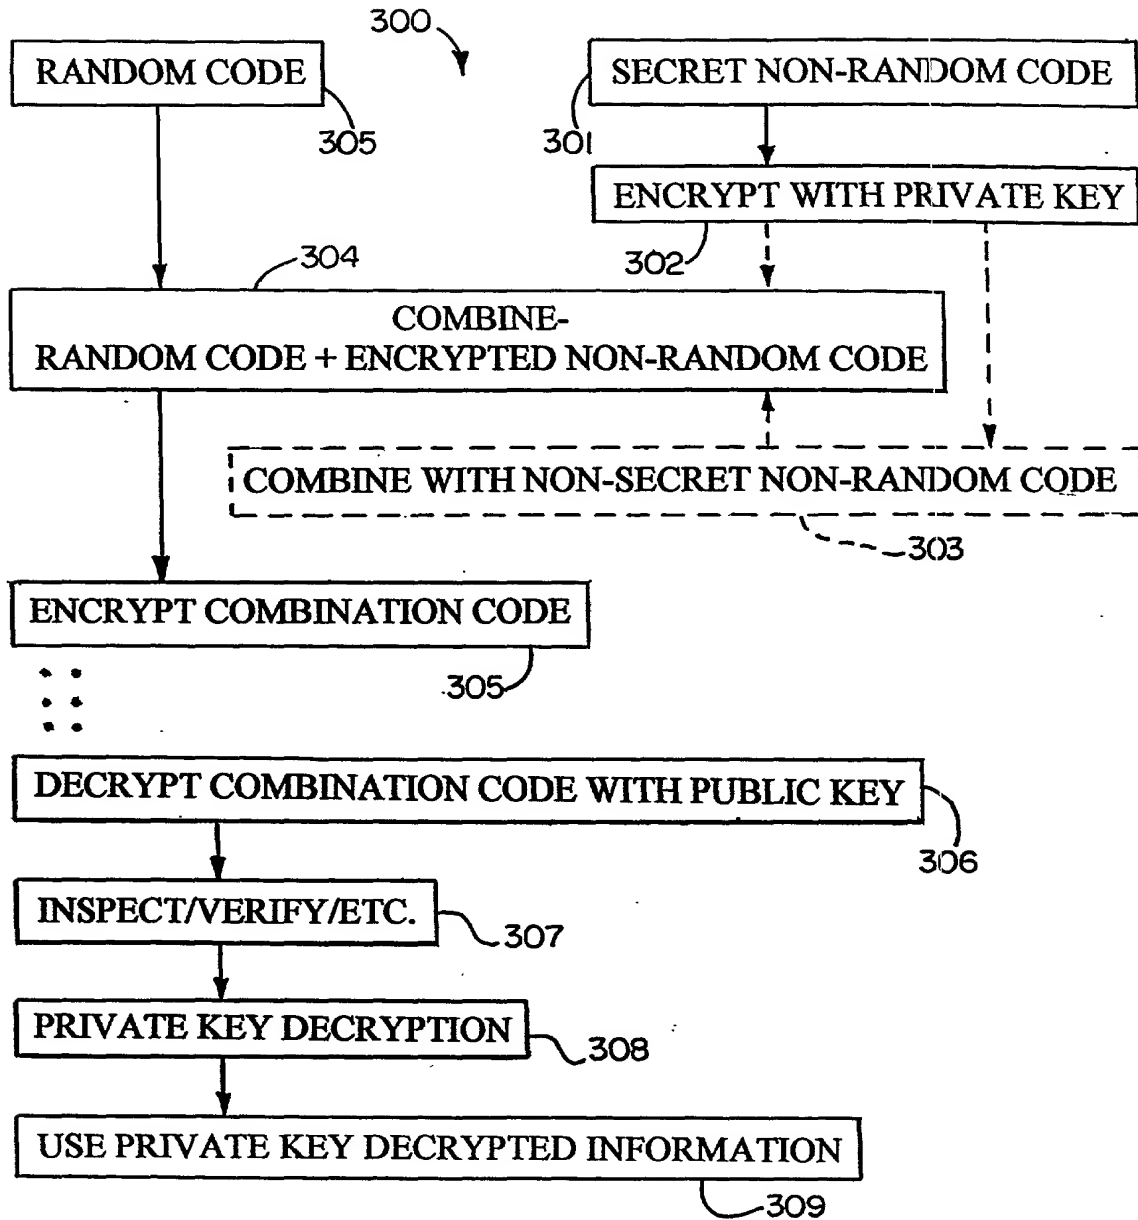 300
RANDOM CODE
SECRET NON-RANDOM CODE
305
301
ENCRYPT WITH PRIVATE KEY
304
302
COMBINE-
RANDOM CODE + ENCRYPTED NON-RANDOM CODE
COMBINE WITH NON-SECRET NON-RANDOM CODE
303
ENCRYPT COMBINATION CODE
305
DECRYPT COMBINATION CODE WITH PUBLIC KEY
306
INSPECT/VERIFY/ETC.
307
PRIVATE KEY DECRYPTION
308
USE PRIVATE KEY DECRYPTED INFORMATION
309